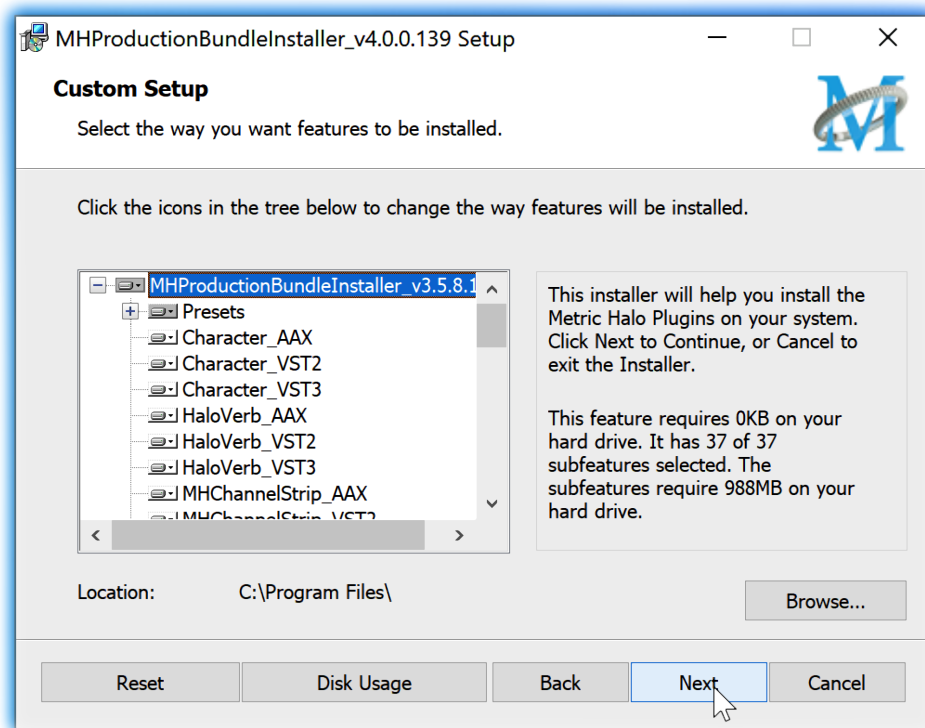 MHProductionBundleInstaller_v4.0.0.139 Setup
Custom Setup
Select the way you want features to be installed.
Click the icons in the tree below to change the way features will be installed.
MHProductionBundleInstaller_v3.5.8.1
Presets
Character_AAX
Character_VST2
Character_VST3
HaloVerb_AAX
HaloVerb_VST2
HaloVerb_VST3
MHChannelStrip_AAX
MHChannelStrip_VST2
This installer will help you install the
Metric Halo Plugins on your system.
Click Next to Continue, or Cancel to
exit the Installer.
This feature requires 0KB on your
hard drive. It has 37 of 37
subfeatures selected. The
subfeatures require 988MB on your
hard drive.
Location: C:\Program Files\
Browse...
Reset Disk Usage Back Next Cancel